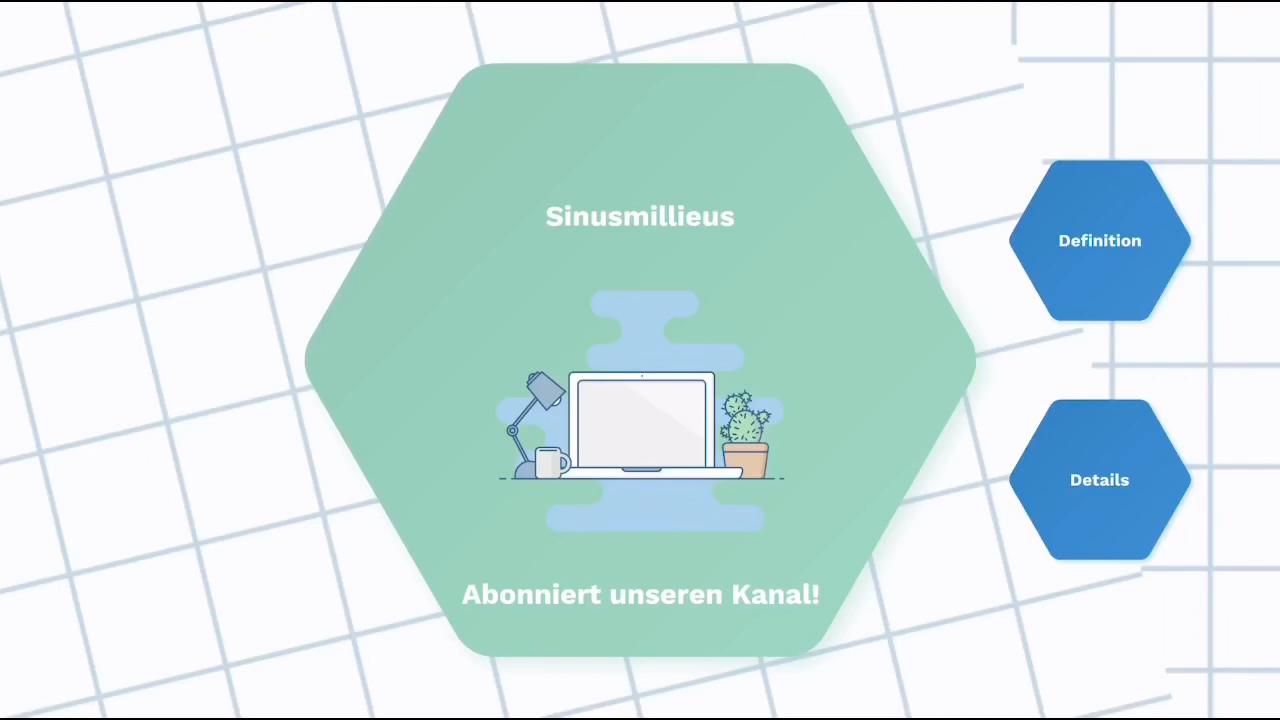 Sinusmillieus
Definition
Details
Abonniert unseren Kanal!